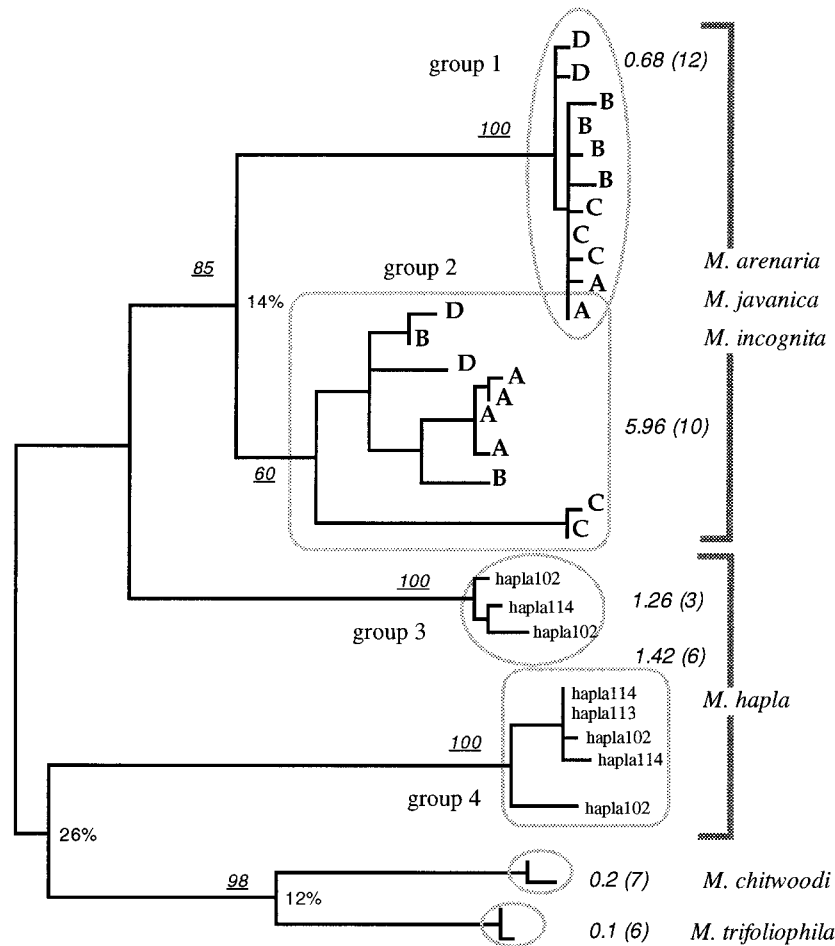 group 1
D
D
B
B
B
B
C
C
C
A
A
0.68 (12)
100
85
14%
group 2
M. arenaria
M. javanica
M. incognita
D
B
D
A
A
A
A
B
C
C
5.96 (10)
60
100
hapla102
hapla114
hapla102
group 3
1.26 (3)
1.42 (6)
M. hapla
100
hapla114
hapla113
hapla102
hapla114
hapla102
group 4
26%
98
12%
0.2 (7)
M. chitwoodi
0.1 (6)
M. trifoliophila